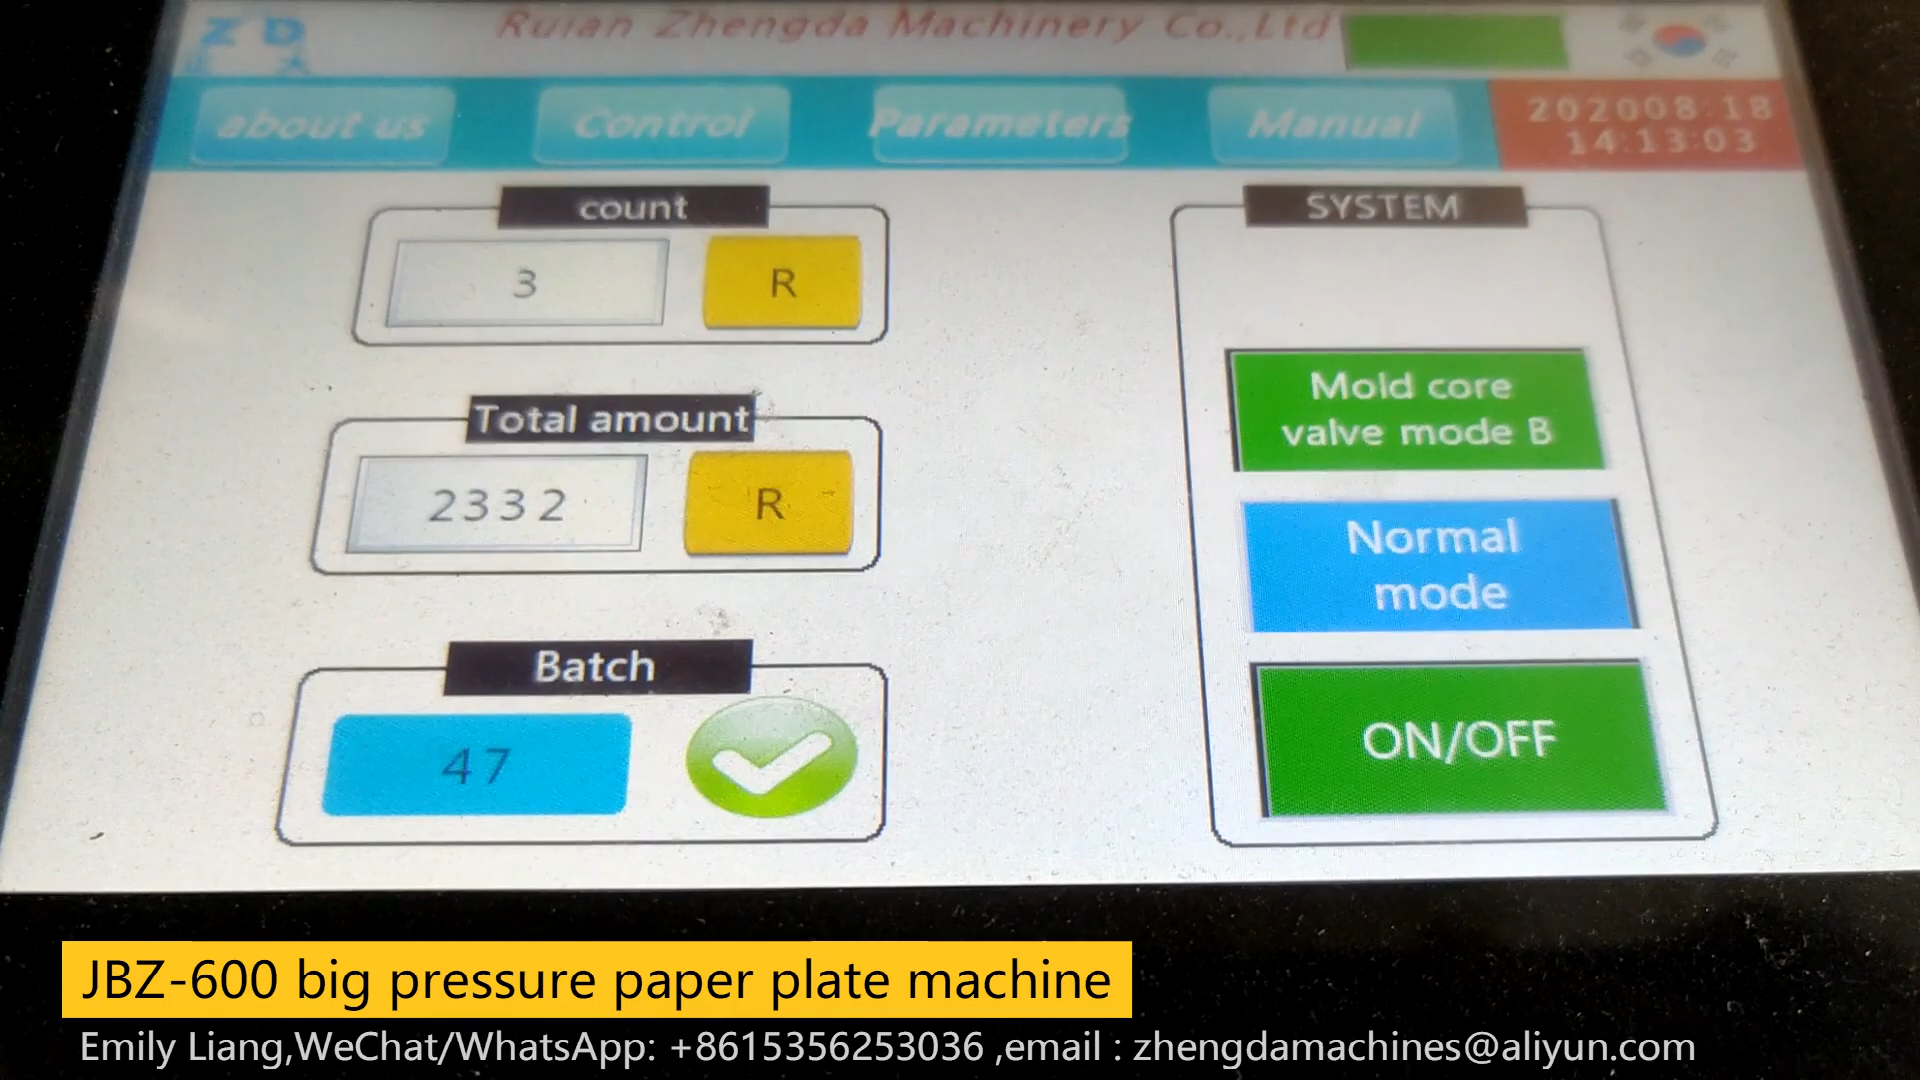 Z D
正 大
Ruian Zhengda Machinery Co.,Ltd
about us
Control
Parameters
Manual
202008:18
14:13:03
count
3
R
Total amount
2332
R
Batch
47
SYSTEM
Mold core
valve mode B
Normal
mode
ON/OFF
JBZ-600 big pressure paper plate machine
Emily Liang,WeChat/WhatsApp: +8615356253036 ,email : zhengdamachines@aliyun.com